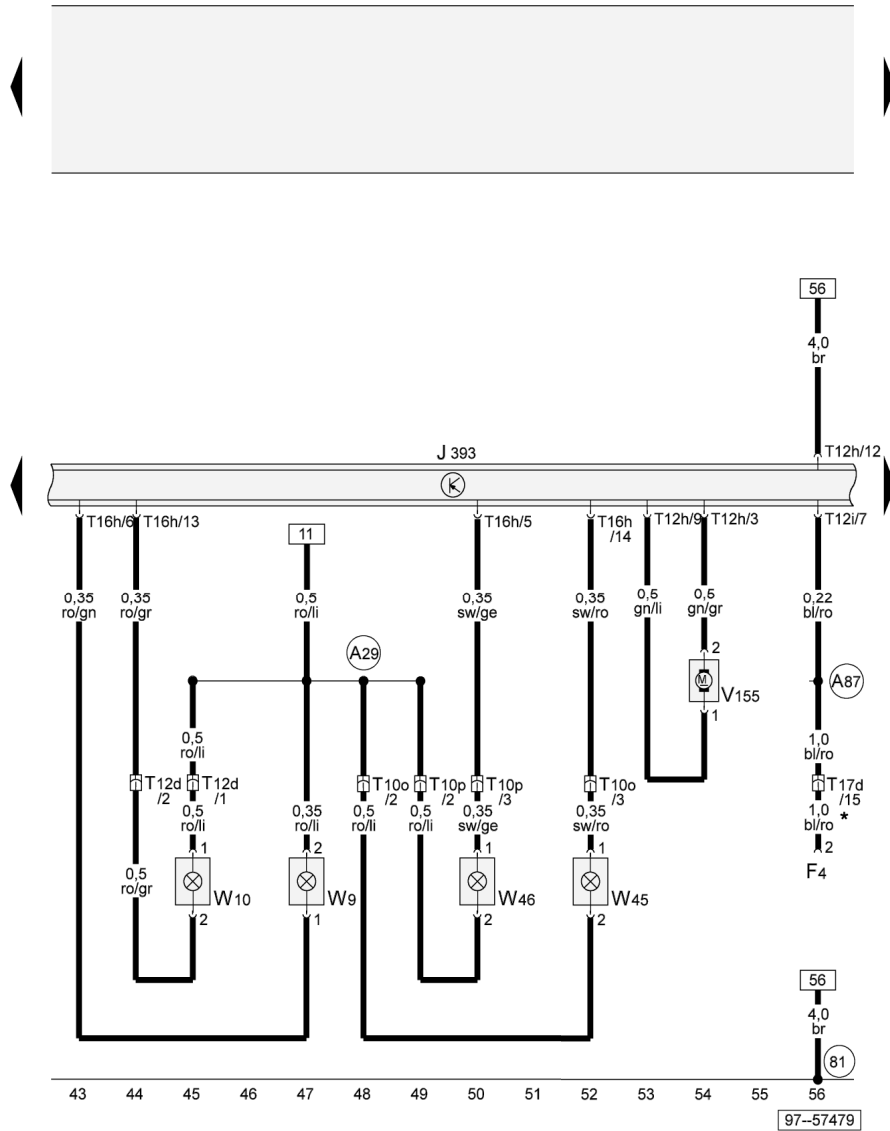 56
4,0
br
J 393
T12h/12
T16h/6
T16h/13
11
T16h/5
T16h
/14
T12h/9
T12h/3
T12i/7
0,35
ro/gn
0,35
ro/gr
0,5
ro/li
0,35
sw/ge
0,35
sw/ro
0,5
gn/li
0,5
gn/gr
0,22
bl/ro
A29
2
M
V155
1
A87
0,5
ro/li
1,0
bl/ro
T12d
/2
T12d
/1
T10o
/2
T10p
/2
T10p
/3
T10o
/3
T17d
/15
*
0,5
ro/li
0,35
ro/li
0,5
ro/li
0,5
ro/li
0,35
sw/ge
0,35
sw/ro
1,0
bl/ro
1
2
1
1
2
F4
0,5
ro/gr
W10
W9
W46
W45
2
1
2
2
56
4,0
br
81
43 44 45 46 47 48 49 50 51 52 53 54 55 56
97--57479